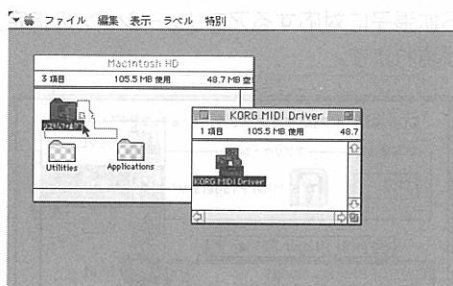 ファイル 編集 表示 ラベル 特別
Macintosh HD
3 項目 105.5 MB 使用 48.7 MB 空
Utilities
Applications
KORG MIDI Driver
1 項目 105.5 MB 使用 48.7
KORG MIDI Driver